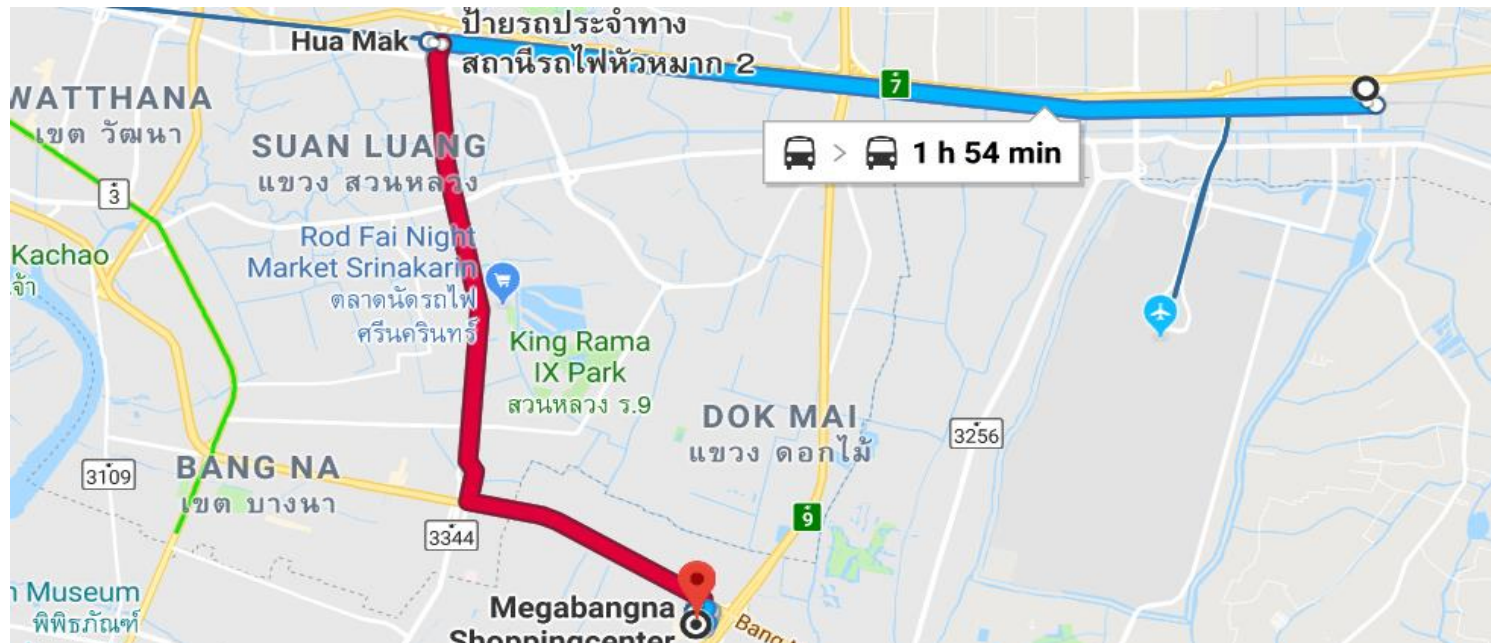 ป้ายรถประจำทาง
สถานีรถไฟหัวหมาก 2
Hua Mak
7
WATTHANA
เขต วัฒนา
SUAN LUANG
แขวง สวนหลวง
1 h 54 min
3
Rod Fai Night
Market Srinakarin
ตลาดนัดรถไฟ
ศรีนครินทร์
Kachao
จ้า
King Rama
IX Park
สวนหลวง ร.9
DOK MAI
แขวง ดอกไม้
3256
BANG NA
เขต บางนา
3109
9
3344
Museum
พิพิธภัณฑ์
Megabangna
Shoppingcenter
Bang